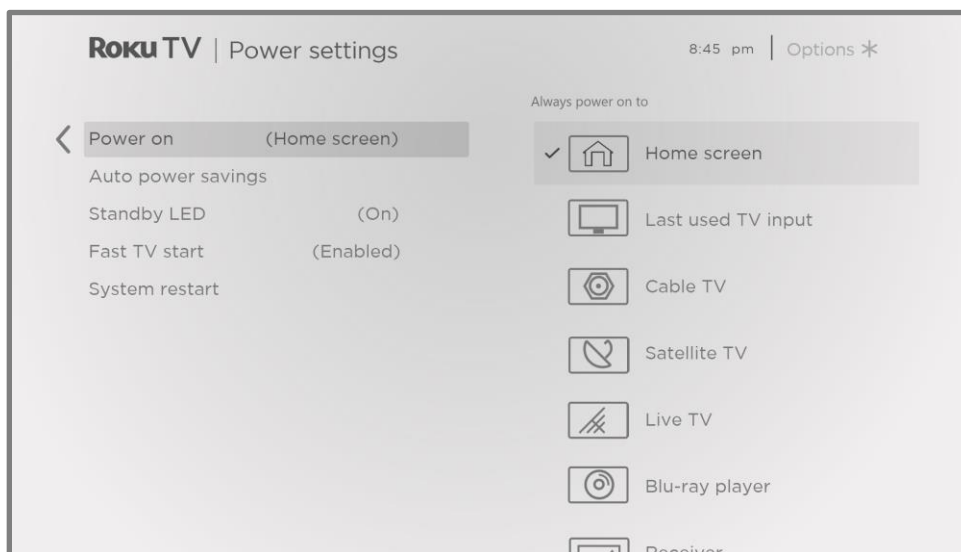 Roku TV | Power settings
8:45 pm | Options *
Always power on to
Power on (Home screen)
Auto power savings
Standby LED (On)
Fast TV start (Enabled)
System restart
Home screen
Last used TV input
Cable TV
Satellite TV
Live TV
Blu-ray player
Receiver